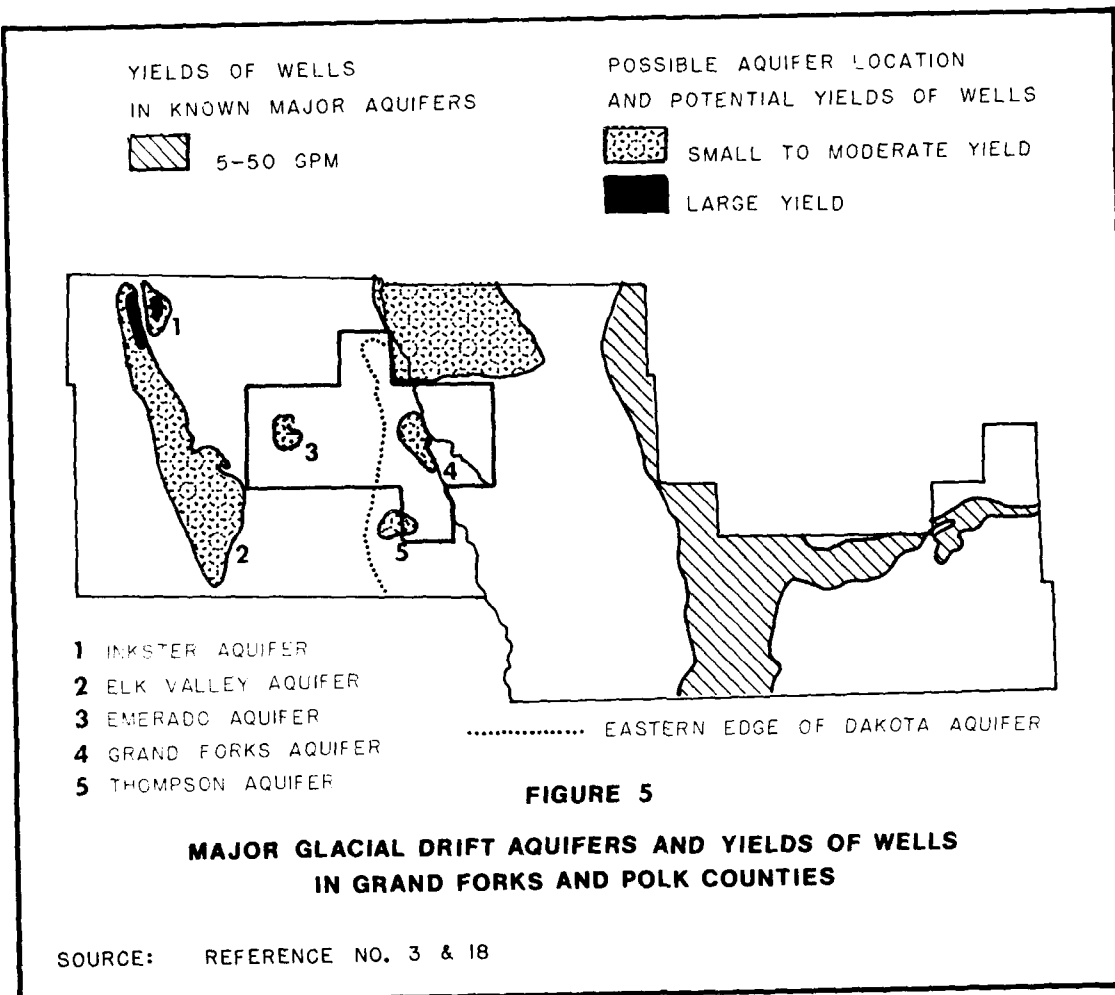 YIELDS OF WELLS
IN KNOWN MAJOR AQUIFERS
5-50 GPM
POSSIBLE AQUIFER LOCATION
AND POTENTIAL YIELDS OF WELLS
SMALL TO MODERATE YIELD
LARGE YIELD
1
3
4
2
5
1 INKSTER AQUIFER
2 ELK VALLEY AQUIFER
3 EMERADO AQUIFER
4 GRAND FORKS AQUIFER
5 THOMPSON AQUIFER
EASTERN EDGE OF DAKOTA AQUIFER
FIGURE 5
MAJOR GLACIAL DRIFT AQUIFERS AND YIELDS OF WELLS
IN GRAND FORKS AND POLK COUNTIES
SOURCE: REFERENCE NO. 3 & 18